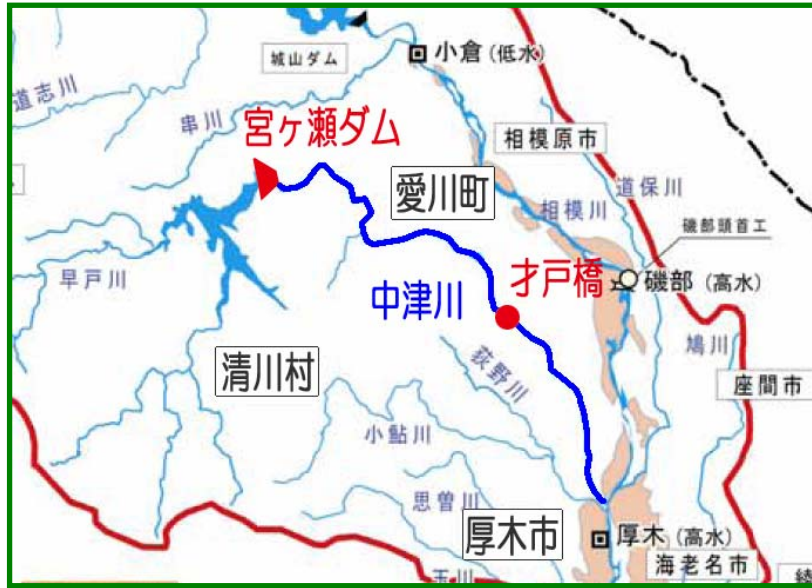 小倉 (低水)
城山ダム
道志川
串川
宮ヶ瀬ダム
相模原市
愛川町
道保川
相模川
磯部頭首工
早戸川
才戸橋
磯部 (高水)
中津川
荻野川
鳩川
清川村
座間市
小鮎川
思曽川
厚木市
厚木 (高水)
海老名市
玉川
綾